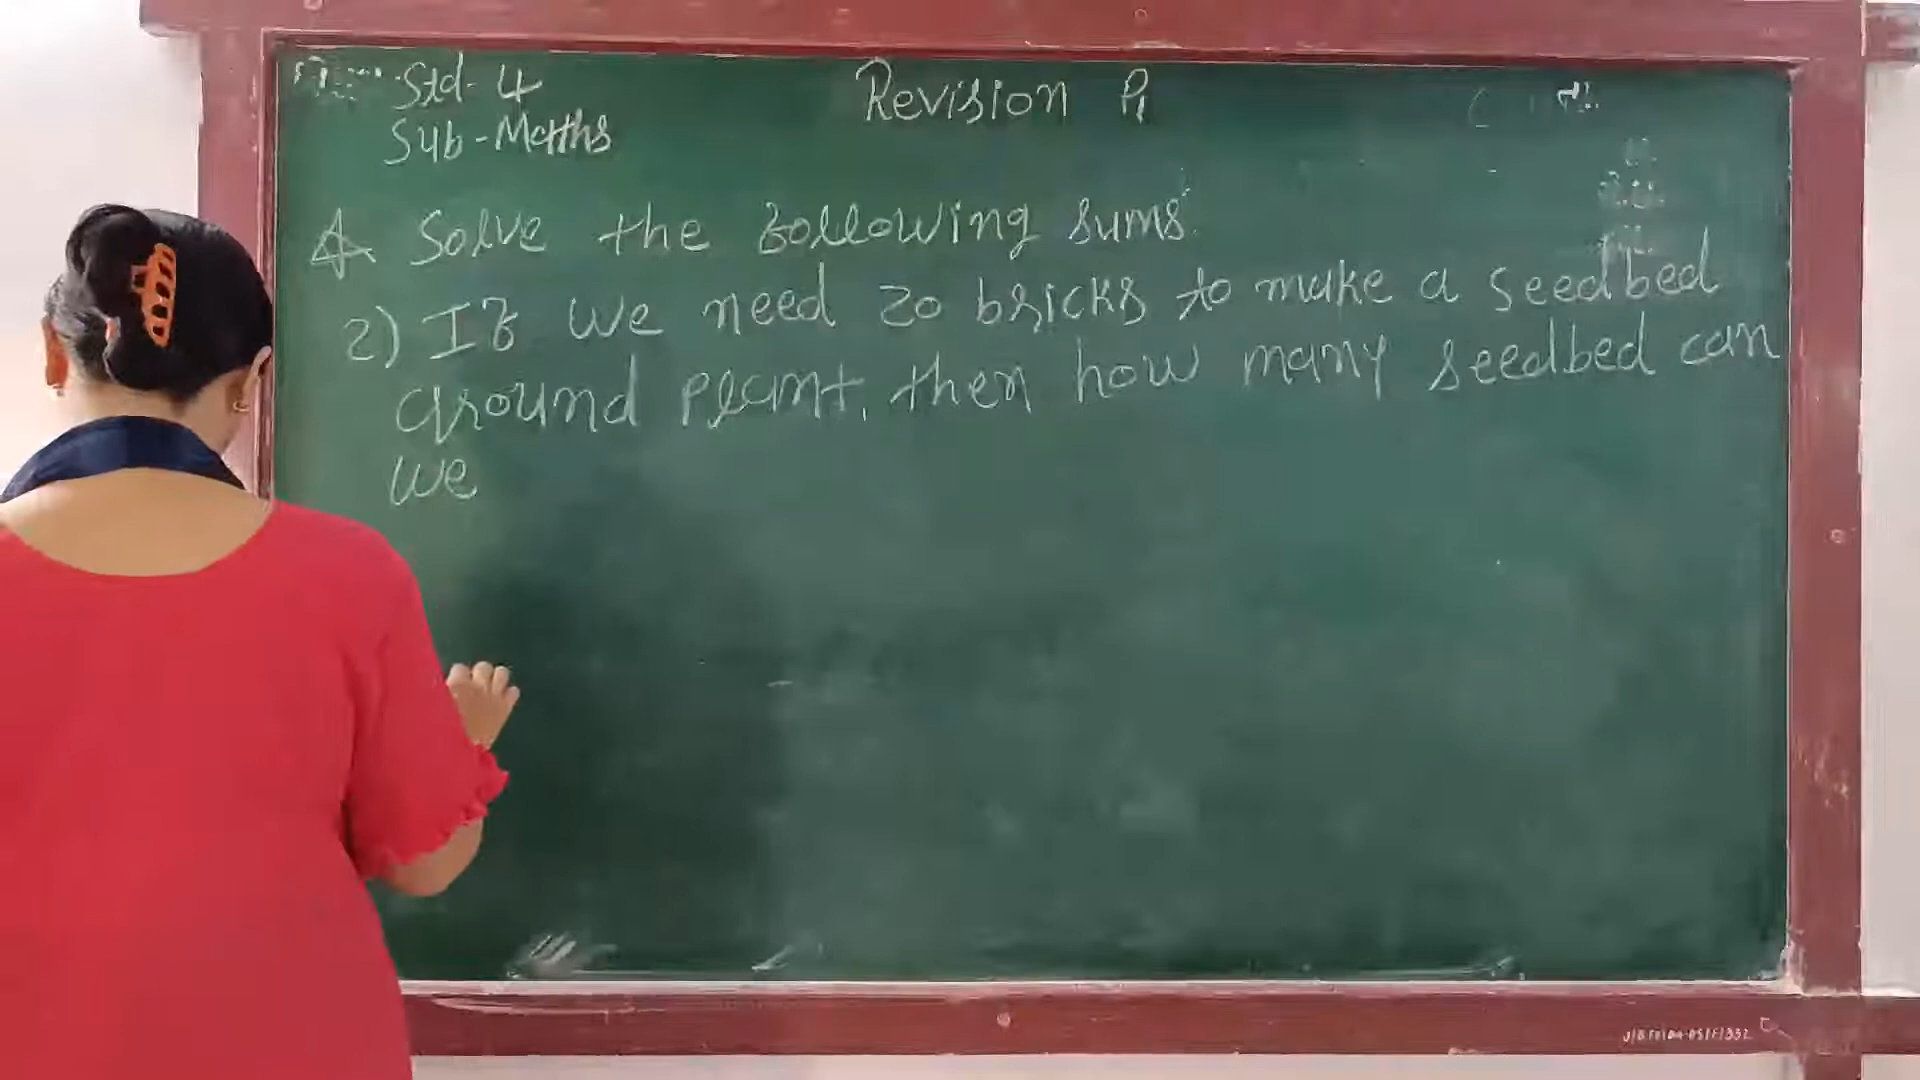 Std-4
Revision P1
Sub-Maths
Solve the following sums.
2) If we need 20 bricks to make a seedbed
around plant, then how many seedbed can
we